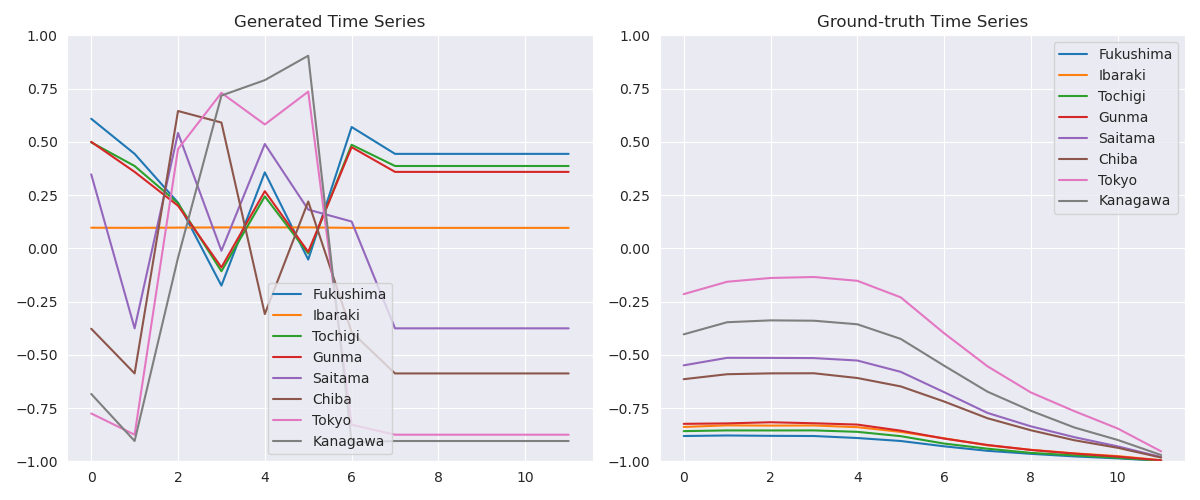 Generated Time Series
1.00
0.75
0.50
0.25
0.00
−0.25
−0.50
−0.75
−1.00
0 2 4 6 8 10
Fukushima
Ibaraki
Tochigi
Gunma
Saitama
Chiba
Tokyo
Kanagawa
Ground-truth Time Series
1.00
0.75
0.50
0.25
0.00
−0.25
−0.50
−0.75
−1.00
0 2 4 6 8 10
Fukushima
Ibaraki
Tochigi
Gunma
Saitama
Chiba
Tokyo
Kanagawa